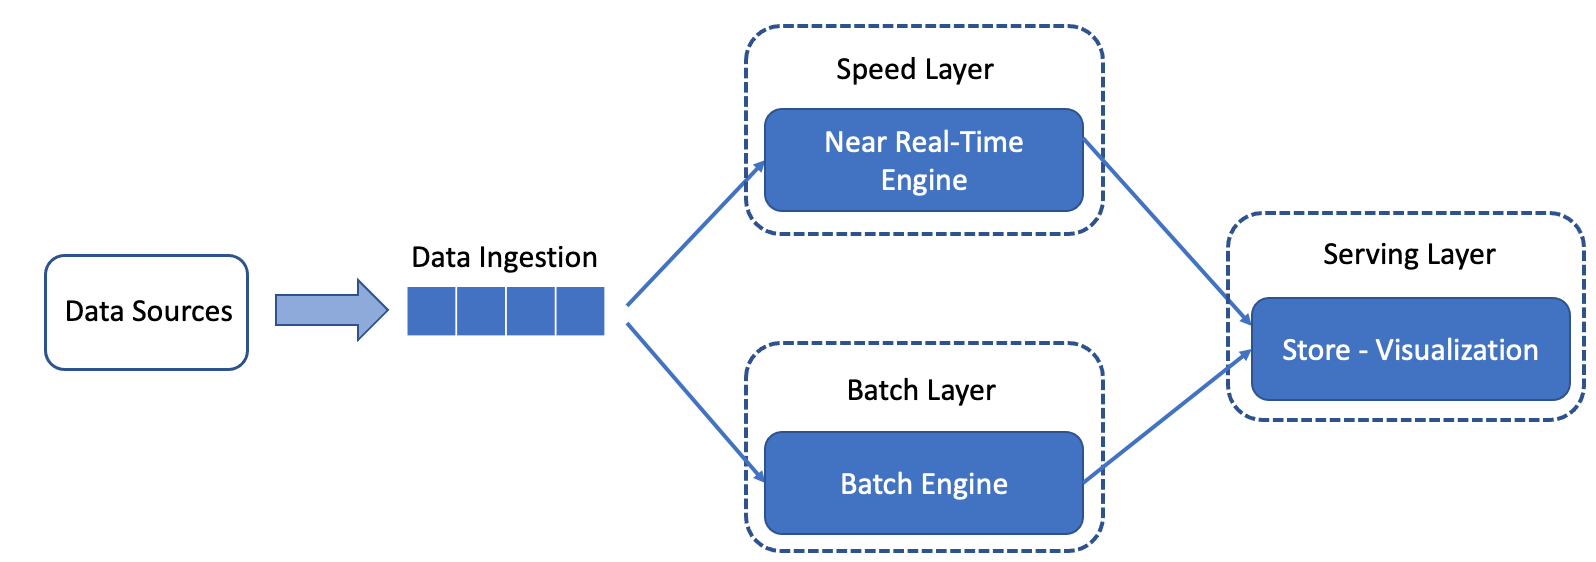 Data Sources
Data Ingestion
Speed Layer
Near Real-Time
Engine
Batch Layer
Batch Engine
Serving Layer
Store - Visualization